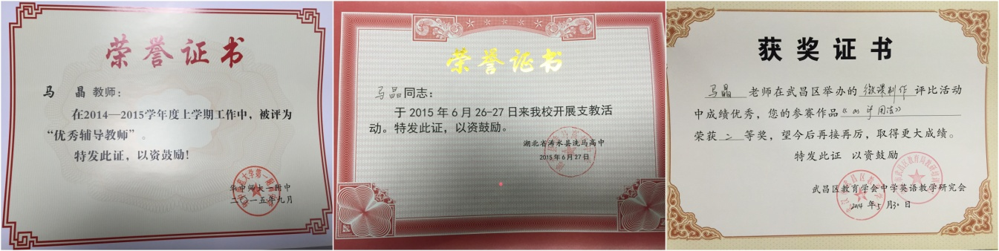 荣誉证书
马 晶 教师：
在2014—2015学年度上学期工作中，被评为
“优秀辅导教师”。
特发此证，以资鼓励！
华中师大一附中
二〇一五年九月
荣誉证书
马晶同志：
于 2015 年 6 月 26-27 日来我校开展支教活
动。特发此证，以资鼓励。
湖北省浠水县洗马高中
2015 年 6 月 27 日
获奖证书
马晶 老师在武昌区举办的 微课制作 评比活动
中成绩优秀，您的参赛作品《as if 用法》
荣获 二 等奖，望今后再接再厉，取得更大成绩。
特发此证 以资鼓励
武昌区教育学会中学英语教学研究会
2014 年 5 月 30 日